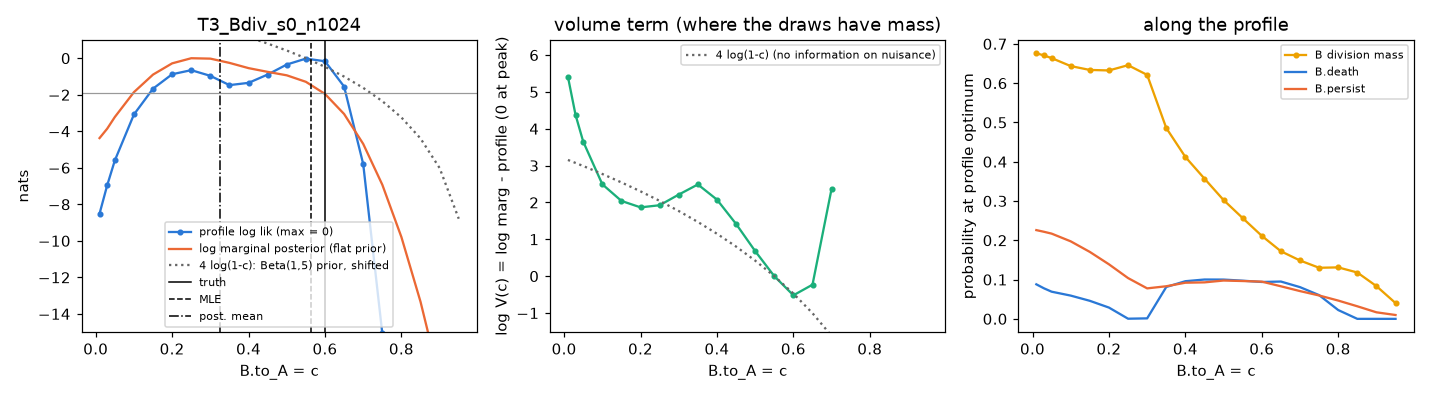 T3_Bdiv_s0_n1024
nats
0
−2
−4
−6
−8
−10
−12
−14
profile log lik (max = 0)
log marginal posterior (flat prior)
4 log(1-c): Beta(1,5) prior, shifted
truth
MLE
post. mean
0.0 0.2 0.4 0.6 0.8
B.to_A = c
volume term (where the draws have mass)
log V(c) = log marg - profile (0 at peak)
6
5
4
3
2
1
0
−1
4 log(1-c) (no information on nuisance)
0.0 0.2 0.4 0.6 0.8
B.to_A = c
along the profile
probability at profile optimum
0.7
0.6
0.5
0.4
0.3
0.2
0.1
0.0
B division mass
B.death
B.persist
0.0 0.2 0.4 0.6 0.8
B.to_A = c